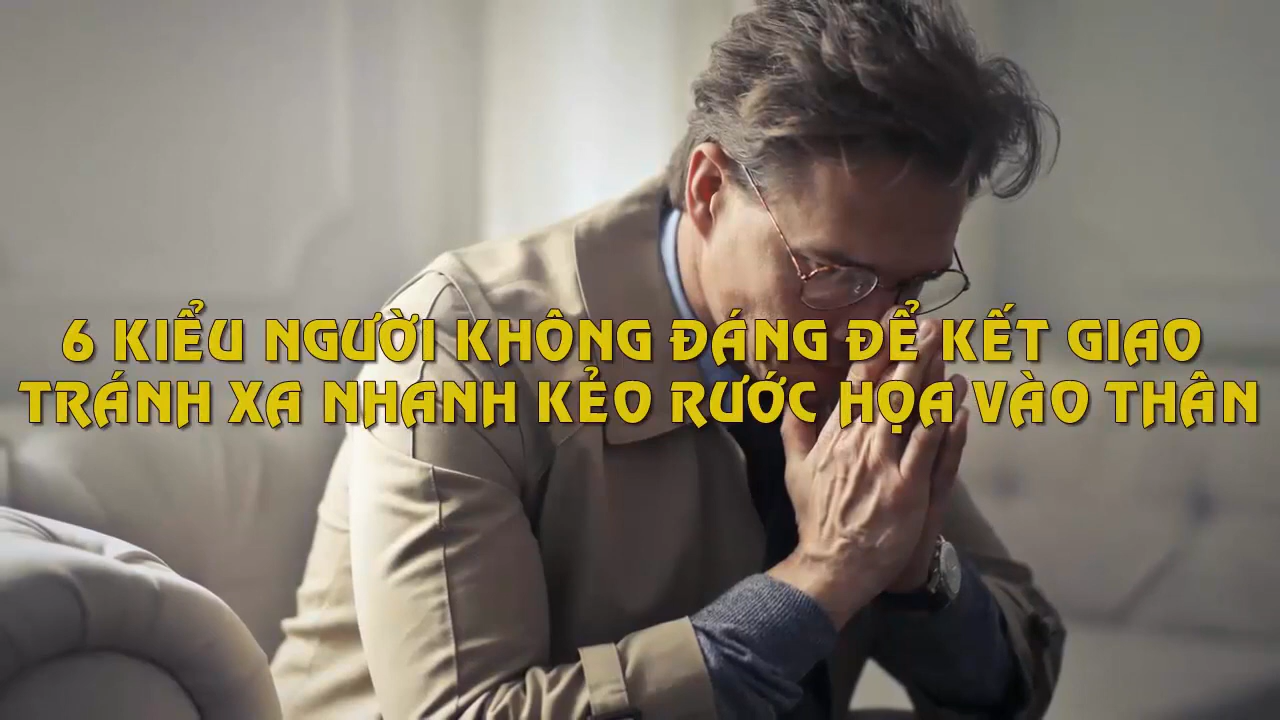 6 KIỂU NGƯỜI KHÔNG ĐÁNG ĐỂ KẾT GIAO
TRÁNH XA NHANH KẺO RƯỚC HỌA VÀO THÂN